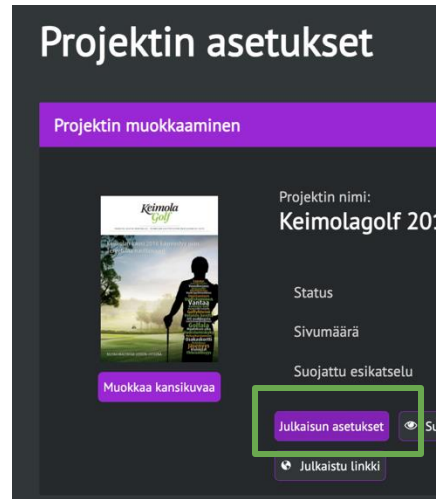 Projektin asetukset
Projektin muokkaaminen
Keimola
Golf
Projektin nimi:
Keimolagolf 201
Status
Sivumäärä
Suojattu esikatselu
Vantaa
Muokkaa kansikuvaa
Julkaisun asetukset
Su
Julkaistu linkki